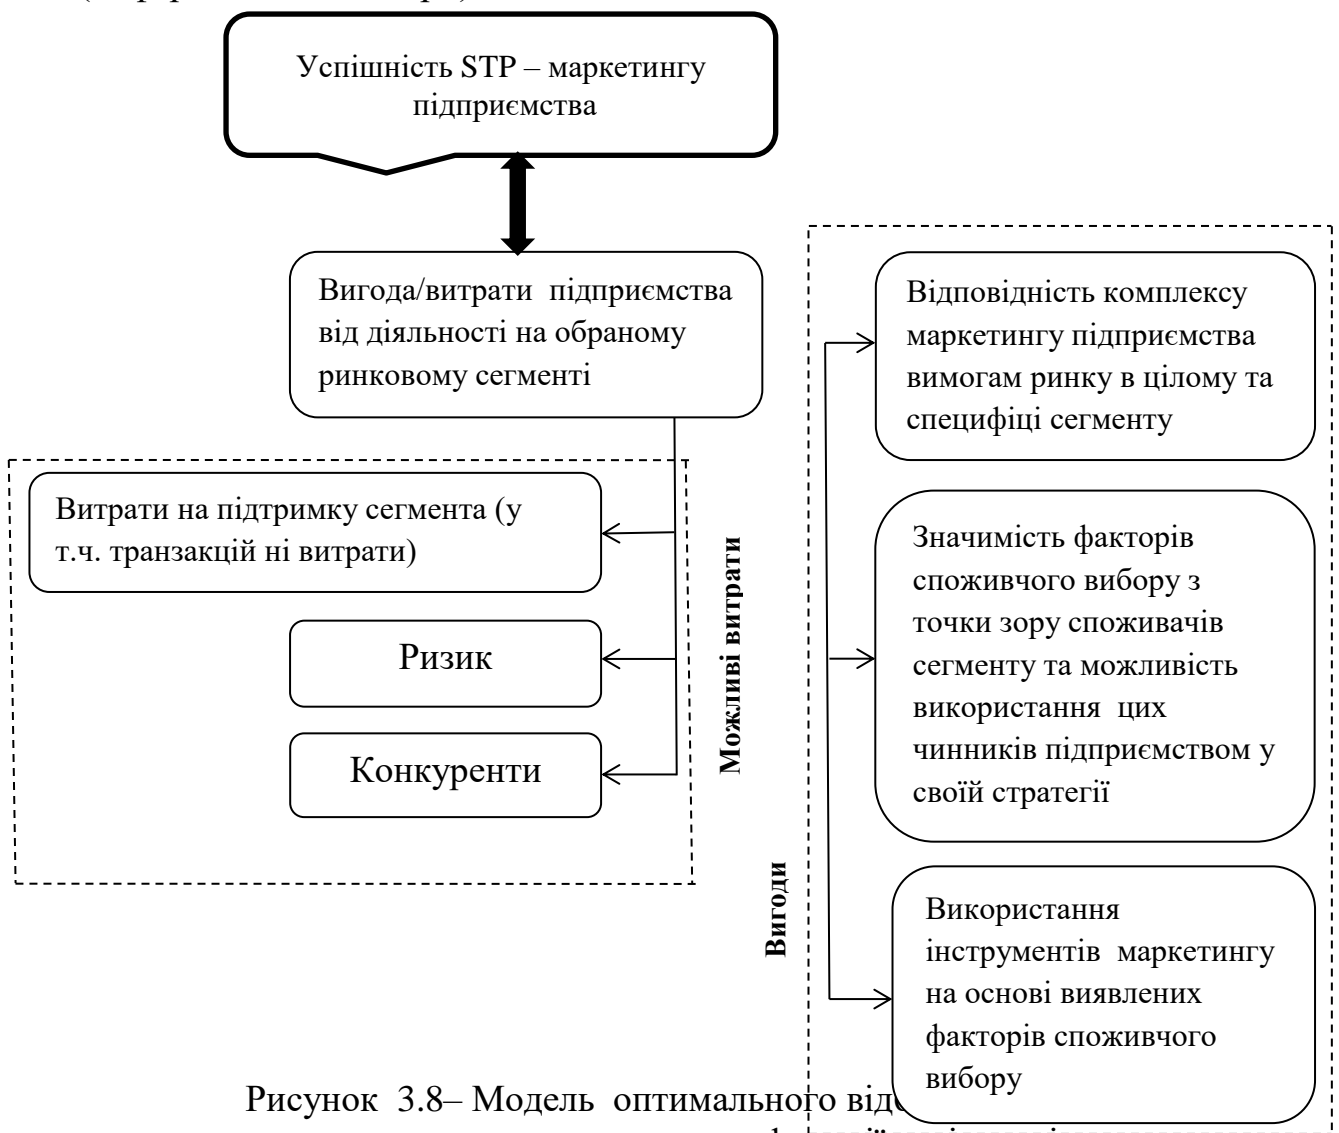 Успішність STP – маркетингу
підприємства
Вигода/витрати підприємства
від діяльності на обраному
ринковому сегменті
Витрати на підтримку сегмента (у
т.ч. транзакцій ні витрати)
Ризик
Конкуренти
Можливі витрати
Вигоди
Відповідність комплексу
маркетингу підприємства
вимогам ринку в цілому та
специфіці сегменту
Значимість факторів
споживчого вибору з
точки зору споживачів
сегменту та можливість
використання цих
чинників підприємством у
своїй стратегії
Використання
інструментів маркетингу
на основі виявлених
факторів споживчого
вибору
Рисунок 3.8– Модель оптимального